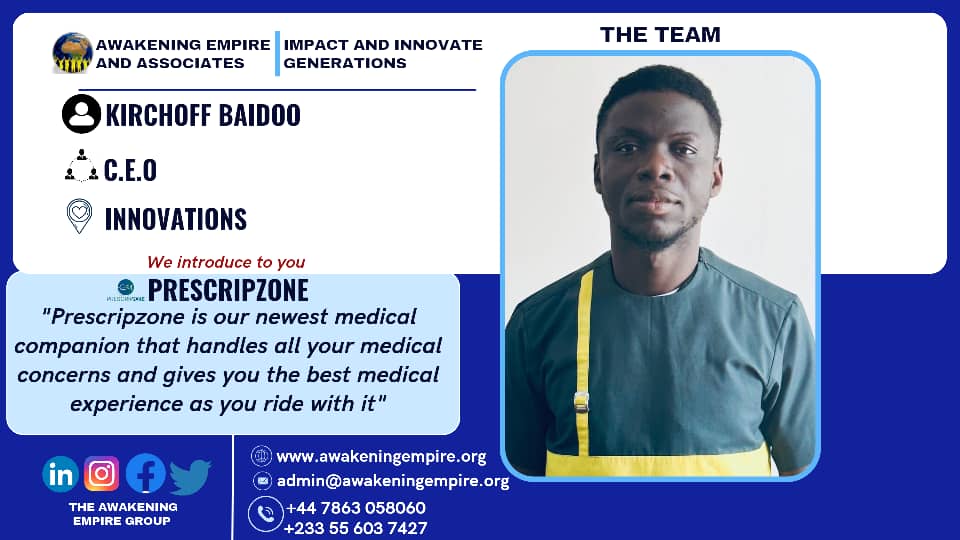 AWAKENING EMPIRE
AND ASSOCIATES
IMPACT AND INNOVATE
GENERATIONS
THE TEAM
KIRCHOFF BAIDOO
C.E.O
INNOVATIONS
We introduce to you
PRESCRIPZONE
"Prescripzone is our newest medical
companion that handles all your medical
concerns and gives you the best medical
experience as you ride with it"
in
THE AWAKENING
EMPIRE GROUP
www.awakeningempire.org
admin@awakeningempire.org
+44 7863 058060
+233 55 603 7427